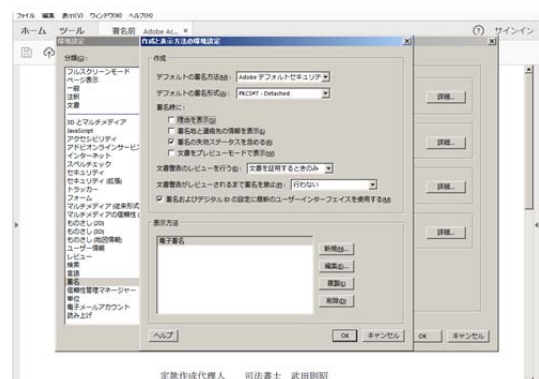 ファイル 編集 表示(V) ウィンドウ(W) ヘルプ(H)
ホーム ツール 署名前 Adobe Ac... × サインイン
環境設定
作成と表示方法の環境設定
分類(G):
フルスクリーンモード
ページ表示
一般
注釈
文書
3D とマルチメディア
JavaScript
アクセシビリティ
アドビオンラインサービス
インターネット
スペルチェック
セキュリティ
セキュリティ (拡張)
トラッカー
フォーム
マルチメディア (従来形式
マルチメディアの信頼性 (
ものさし (2D)
ものさし (3D)
ものさし (地図情報)
ユーザー情報
レビュー
検索
言語
署名
信頼性管理マネージャー
単位
電子メールアカウント
読み上げ
作成
デフォルトの署名方法(M): Adobe デフォルトセキュリテ
デフォルトの署名形式(E): PKCS#7 - Detached
署名時に:
理由を表示(S)
署名地と連絡先の情報を表示(L)
署名の失効ステータスを含める(N)
文書をプレビューモードで表示(W)
文書警告のレビューを行う(D): 文書を証明するときのみ
文書警告がレビューされるまで署名を禁止(P): 行わない
署名およびデジタル ID の設定に最新のユーザーインターフェイスを使用する(M)
表示方法
電子署名
新規(N)...
編集(E)...
複製(U)
削除(D)
ヘルプ OK キャンセル
詳細...
詳細...
詳細...
詳細...
OK キャンセル
定款作成代理人 司法書士 武田則昭